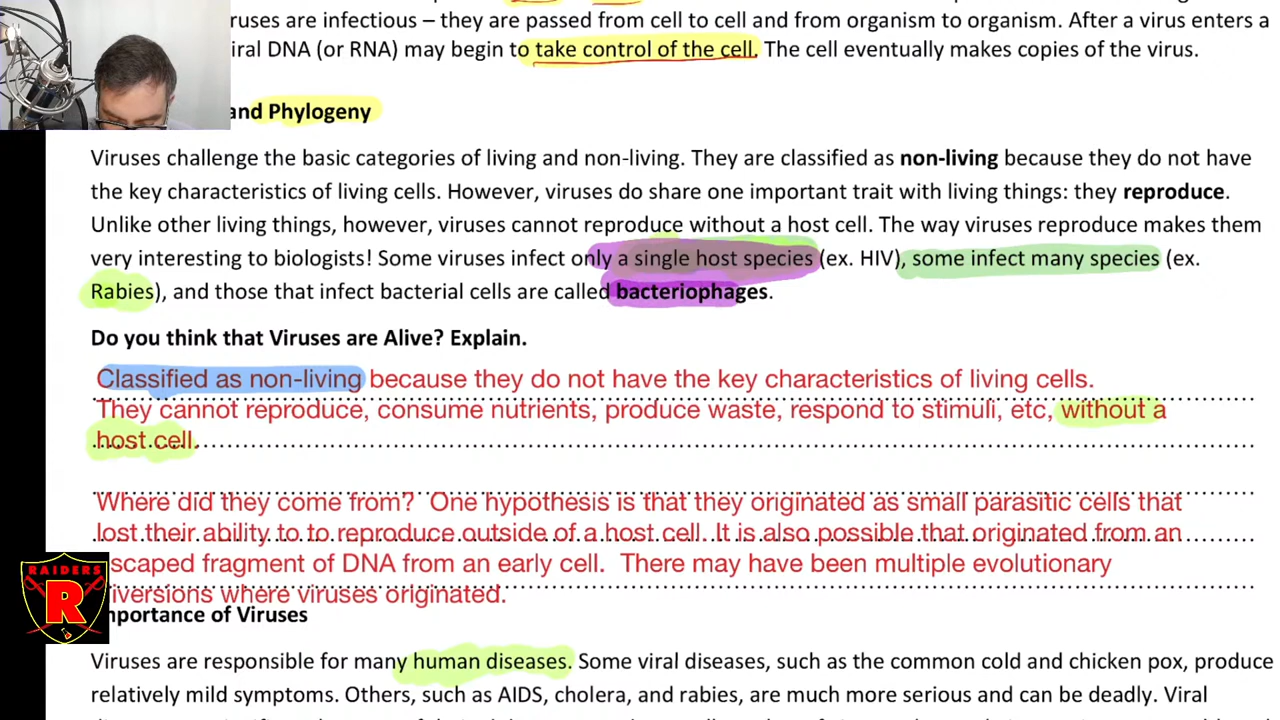 ruses are infectious – they are passed from cell to cell and from organism to organism. After a virus enters a
iral DNA (or RNA) may begin to take control of the cell. The cell eventually makes copies of the virus.
and Phylogeny
Viruses challenge the basic categories of living and non-living. They are classified as non-living because they do not have
the key characteristics of living cells. However, viruses do share one important trait with living things: they reproduce.
Unlike other living things, however, viruses cannot reproduce without a host cell. The way viruses reproduce makes them
very interesting to biologists! Some viruses infect only a single host species (ex. HIV), some infect many species (ex.
Rabies), and those that infect bacterial cells are called bacteriophages.
Do you think that Viruses are Alive? Explain.
Classified as non-living because they do not have the key characteristics of living cells.
They cannot reproduce, consume nutrients, produce waste, respond to stimuli, etc, without a
host cell.
Where did they come from? One hypothesis is that they originated as small parasitic cells that
lost their ability to to reproduce outside of a host cell. It is also possible that originated from an
scaped fragment of DNA from an early cell. There may have been multiple evolutionary
iversions where viruses originated.
RAIDERS
R
mportance of Viruses
Viruses are responsible for many human diseases. Some viral diseases, such as the common cold and chicken pox, produce
relatively mild symptoms. Others, such as AIDS, cholera, and rabies, are much more serious and can be deadly. Viral